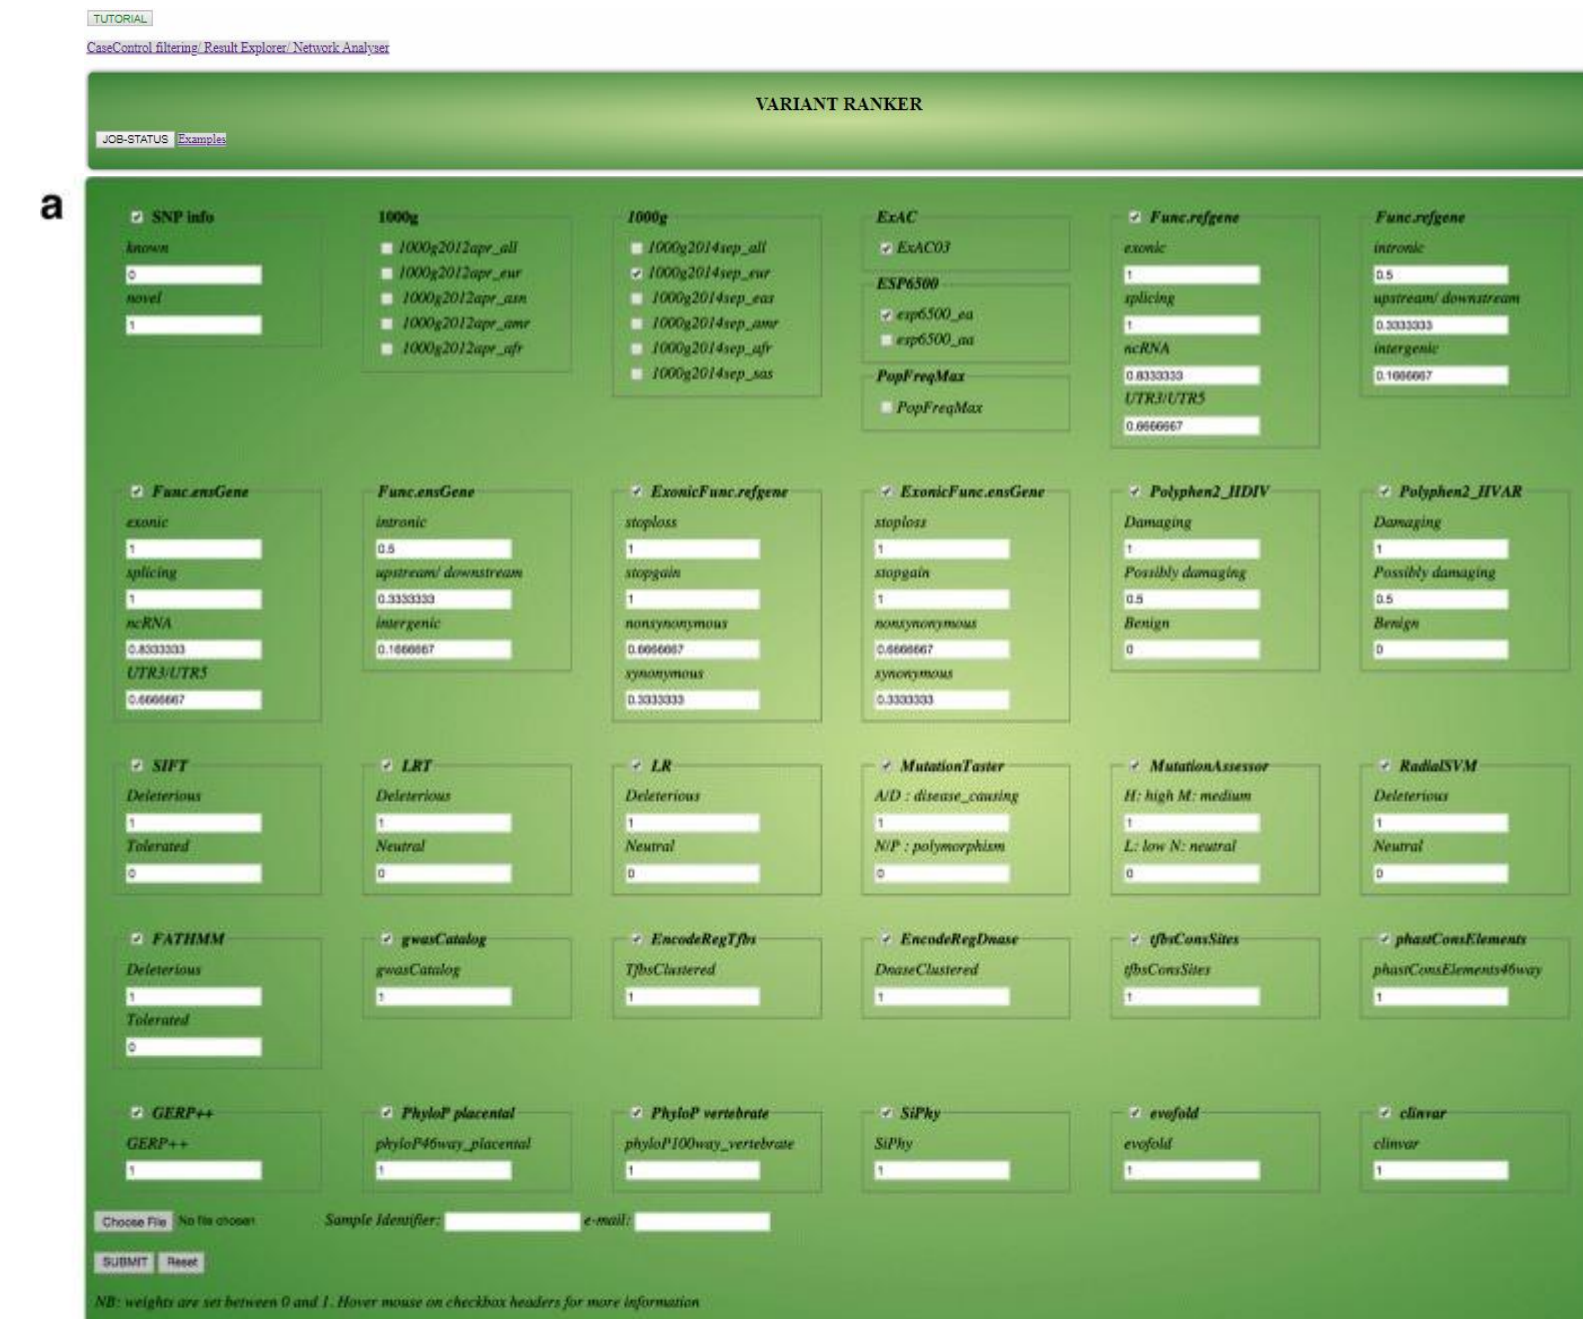 TUTORIAL
CaseControl filtering/ Result Explorer/ Network Analyser
VARIANT RANKER
JOB-STATUS Examples
a
SNP info
known
0
novel
1
1000g
1000g2012apr_all
1000g2012apr_eur
1000g2012apr_asn
1000g2012apr_amr
1000g2012apr_afr
1000g
1000g2014sep_all
1000g2014sep_eur
1000g2014sep_eas
1000g2014sep_amr
1000g2014sep_afr
1000g2014sep_sas
ExAC
ExAC03
ESP6500
esp6500_ea
esp6500_aa
PopFreqMax
PopFreqMax
Func.refgene
exonic
1
splicing
1
ncRNA
0.8333333
UTR3/UTR5
0.6666667
Func.refgene
intronic
0.5
upstream/ downstream
0.3333333
intergenic
0.1666667
Func.ensGene
exonic
1
splicing
1
ncRNA
0.8333333
UTR3/UTR5
0.6666667
Func.ensGene
intronic
0.5
upstream/ downstream
0.3333333
intergenic
0.1666667
ExonicFunc.refgene
stoploss
1
stopgain
1
nonsynonymous
0.6666667
synonymous
0.3333333
ExonicFunc.ensGene
stoploss
1
stopgain
1
nonsynonymous
0.6666667
synonymous
0.3333333
Polyphen2_HDIV
Damaging
1
Possibly damaging
0.5
Benign
0
Polyphen2_HVAR
Damaging
1
Possibly damaging
0.5
Benign
0
SIFT
Deleterious
1
Tolerated
0
LRT
Deleterious
1
Neutral
0
LR
Deleterious
1
Neutral
0
MutationTaster
A/D : disease_causing
1
N/P : polymorphism
0
MutationAssessor
H: high M: medium
1
L: low N: neutral
0
RadialSVM
Deleterious
1
Neutral
0
FATHMM
Deleterious
1
Tolerated
0
gwasCatalog
gwasCatalog
1
EncodeRegTfbs
TfbsClustered
1
EncodeRegDnase
DnaseClustered
1
tfbsConsSites
tfbsConsSites
1
phastConsElements
phastConsElements46way
1
GERP++
GERP++
1
PhyloP placental
phyloP46way_placental
1
PhyloP vertebrate
phyloP100way_vertebrate
1
SiPhy
SiPhy
1
evofold
evofold
1
clinvar
clinvar
1
Choose File No file chosen Sample Identifier: e-mail:
SUBMIT Reset
NB: weights are set between 0 and 1. Hover mouse on checkbox headers for more information